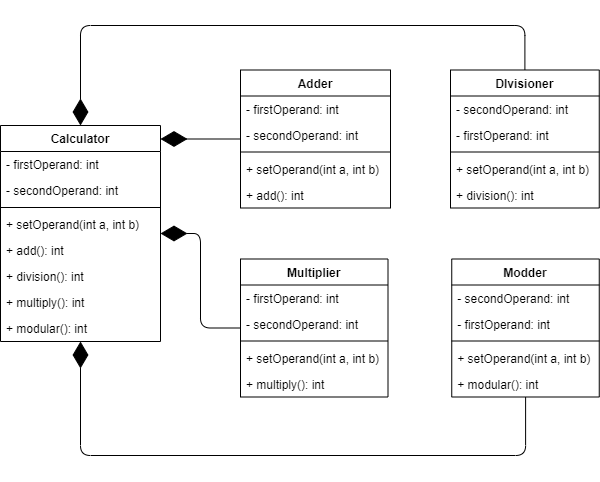 Calculator
- firstOperand: int
- secondOperand: int
+ setOperand(int a, int b)
+ add(): int
+ division(): int
+ multiply(): int
+ modular(): int
Adder
- firstOperand: int
- secondOperand: int
+ setOperand(int a, int b)
+ add(): int
DIvisioner
- secondOperand: int
- firstOperand: int
+ setOperand(int a, int b)
+ division(): int
Multiplier
- firstOperand: int
- secondOperand: int
+ setOperand(int a, int b)
+ multiply(): int
Modder
- secondOperand: int
- firstOperand: int
+ setOperand(int a, int b)
+ modular(): int